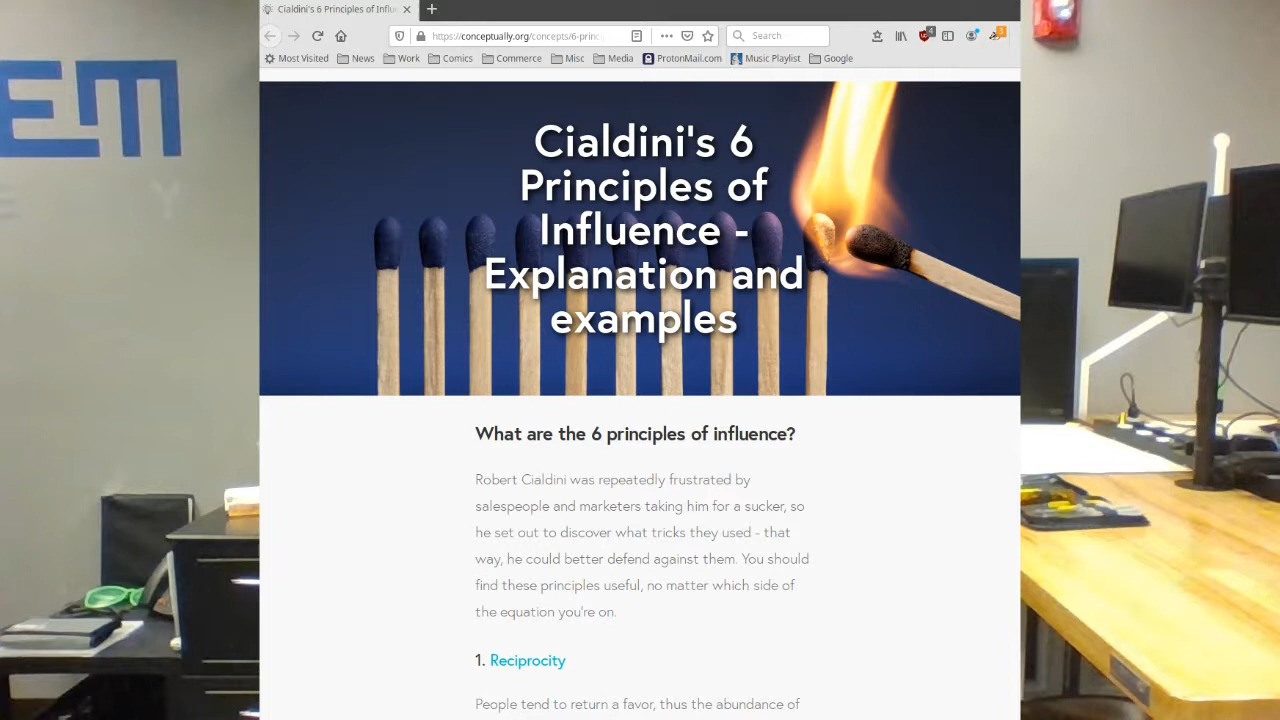 Cialdini's 6 Principles of Influ
https://conceptually.org/concepts/6-princ
Search
4
Most Visited
News
Work
Comics
Commerce
Misc
Media
ProtonMail.com
Music Playlist
Google
EM
E Y
Cialdini's 6
Principles of
Influence -
Explanation and
examples
What are the 6 principles of influence?
Robert Cialdini was repeatedly frustrated by
salespeople and marketers taking him for a sucker, so
he set out to discover what tricks they used - that
way, he could better defend against them. You should
find these principles useful, no matter which side of
the equation you're on.
1. Reciprocity
People tend to return a favor, thus the abundance of